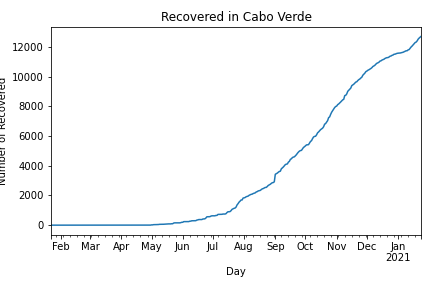 Recovered in Cabo Verde
Number of Recovered
12000
10000
8000
6000
4000
2000
0
Feb Mar Apr May Jun Jul Aug Sep Oct Nov Dec Jan
2021
Day